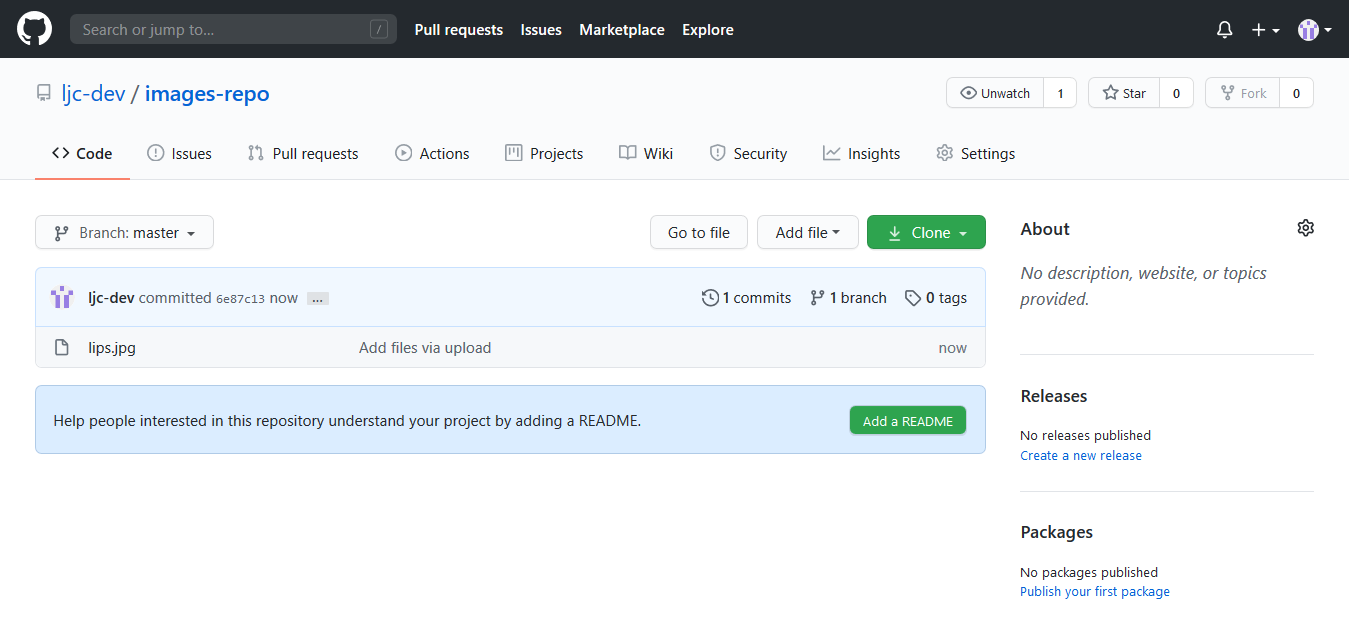 Search or jump to... /
Pull requests Issues Marketplace Explore
ljc-dev / images-repo
Unwatch 1 Star 0 Fork 0
Code Issues Pull requests Actions Projects Wiki Security Insights Settings
Branch: master Go to file Add file Clone
ljc-dev committed 6e87c13 now ... 1 commits 1 branch 0 tags
lips.jpg Add files via upload now
Help people interested in this repository understand your project by adding a README. Add a README
About
No description, website, or topics
provided.
Releases
No releases published
Create a new release
Packages
No packages published
Publish your first package